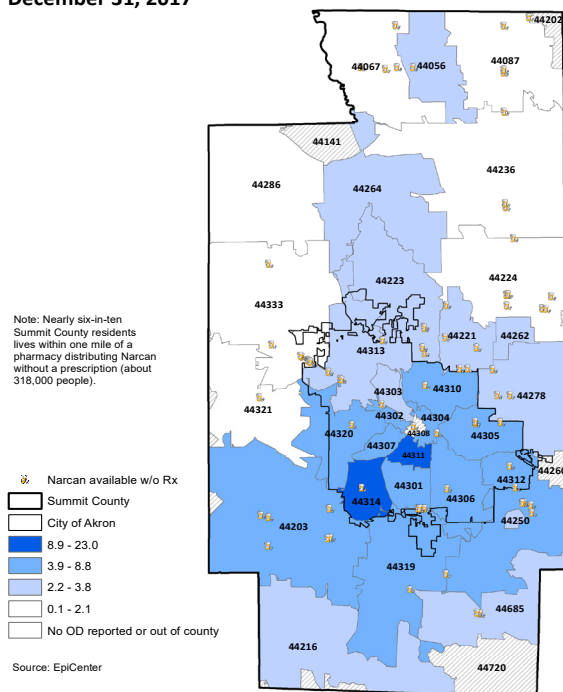 December 31, 2017
44202
44067
44056
44087
44141
44236
44286
44264
44223
44224
44333
Note: Nearly six-in-ten
Summit County residents
lives within one mile of a
pharmacy distributing Narcan
without a prescription (about
318,000 people).
44221
44262
44313
44310
44303
44278
44321
44302
44304
44308
44320
44305
44307
44311
44260
44312
44301
44306
44314
44250
44203
44319
44685
44216
44720
Narcan available w/o Rx
Summit County
City of Akron
8.9 - 23.0
3.9 - 8.8
2.2 - 3.8
0.1 - 2.1
No OD reported or out of county
Source: EpiCenter